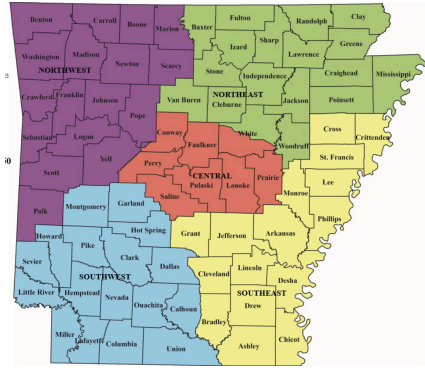 Benton
Carroll
Boone
Marion
Baxter
Fulton
Randolph
Clay
Washington
Madison
Newton
Searcy
Izard
Sharp
Lawrence
Greene
NORTHWEST
Stone
Independence
Craighead
Mississippi
Crawford
Franklin
Johnson
Pope
Van Buren
NORTHEAST
Cleburne
Jackson
Poinsett
Sebastian
Logan
Conway
Faulkner
White
Woodruff
Cross
Crittenden
Scott
Yell
Perry
CENTRAL
Prairie
St. Francis
Saline
Pulaski
Lonoke
Monroe
Lee
Polk
Montgomery
Garland
Phillips
Howard
Pike
Hot Spring
Grant
Jefferson
Arkansas
Sevier
Clark
Dallas
Cleveland
Lincoln
Desha
SOUTHWEST
SOUTHEAST
Little River
Hempstead
Nevada
Ouachita
Calhoun
Drew
Bradley
Miller
Lafayette
Columbia
Union
Ashley
Chicot